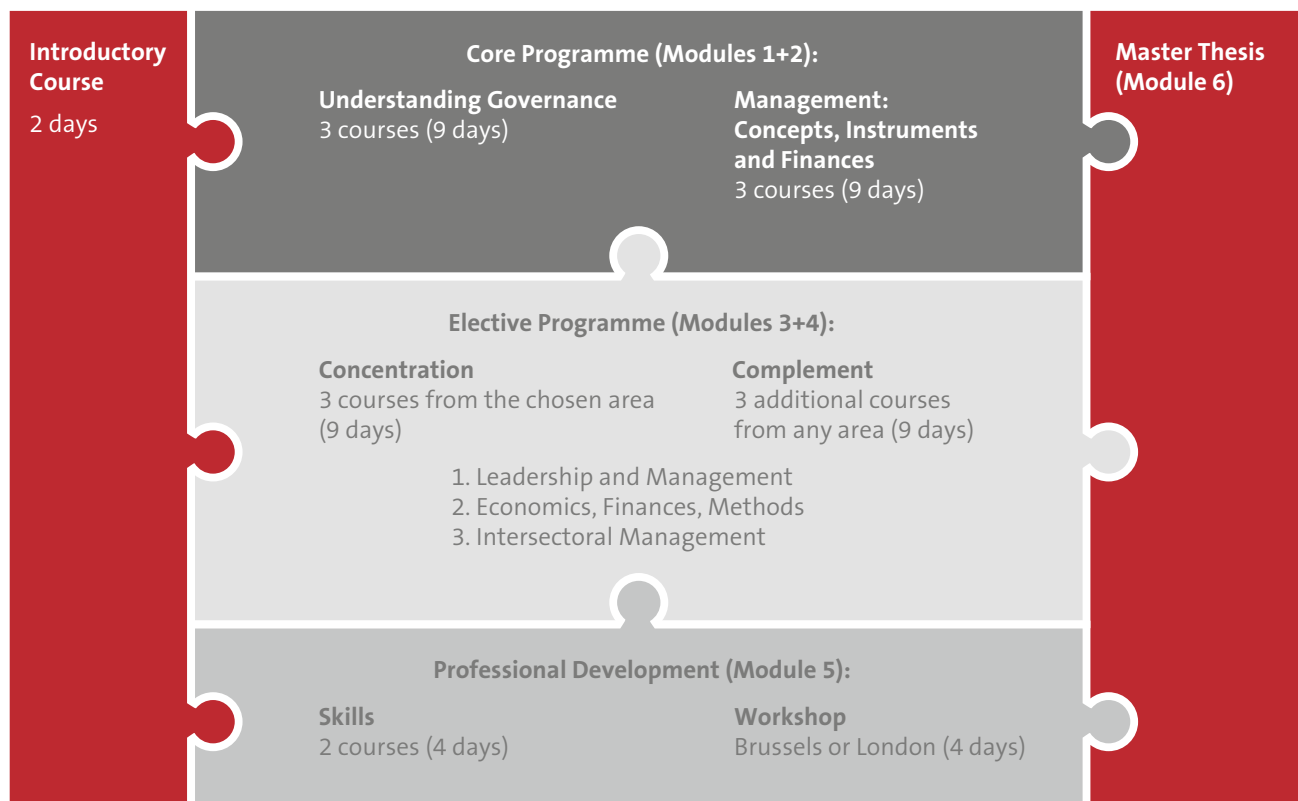 Introductory
Course
2 days
Core Programme (Modules 1+2):
Understanding Governance
3 courses (9 days)
Management:
Concepts, Instruments
and Finances
3 courses (9 days)
Master Thesis
(Module 6)
Elective Programme (Modules 3+4):
Concentration
3 courses from the chosen area
(9 days)
Complement
3 additional courses
from any area (9 days)
1. Leadership and Management
2. Economics, Finances, Methods
3. Intersectoral Management
Professional Development (Module 5):
Skills
2 courses (4 days)
Workshop
Brussels or London (4 days)